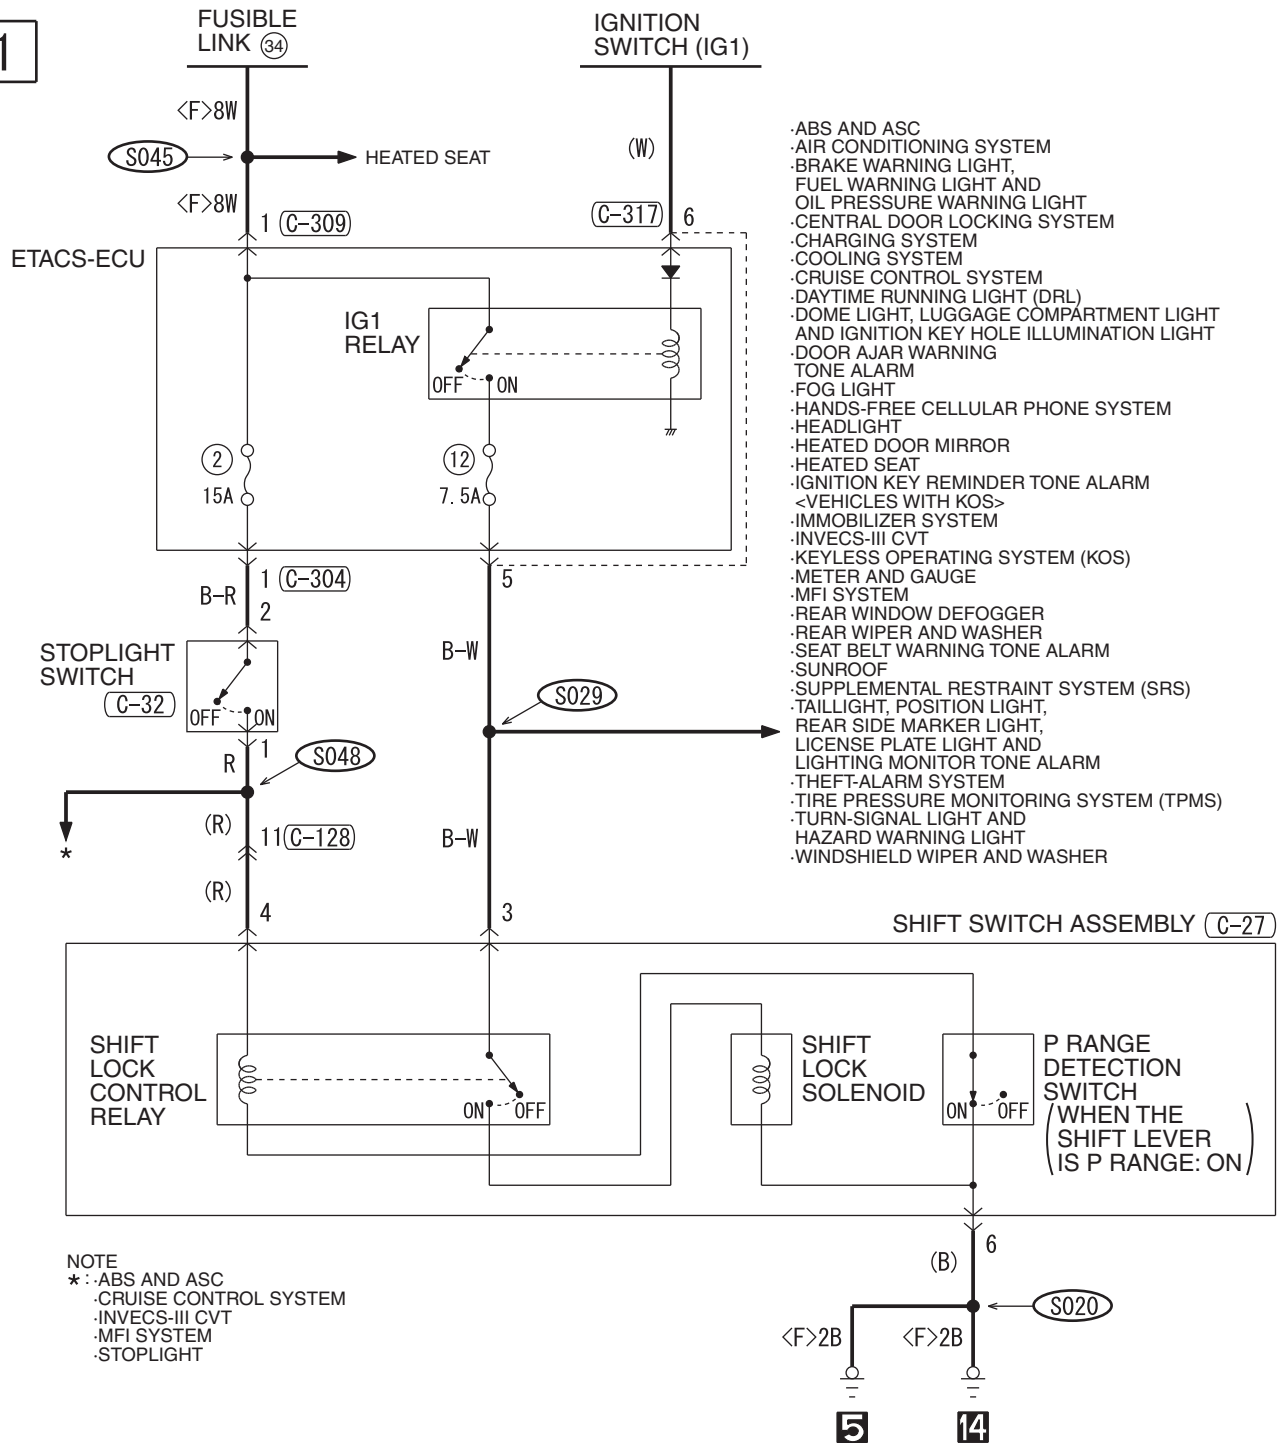 1
FUSIBLE
LINK 34
IGNITION
SWITCH (IG1)
<F>8W
S045
HEATED SEAT
(W)
<F>8W
1 C-309
C-317 6
ETACS-ECU
IG1
RELAY
OFF ON
2
15A
12
7.5A
·ABS AND ASC
·AIR CONDITIONING SYSTEM
·BRAKE WARNING LIGHT,
FUEL WARNING LIGHT AND
OIL PRESSURE WARNING LIGHT
·CENTRAL DOOR LOCKING SYSTEM
·CHARGING SYSTEM
·COOLING SYSTEM
·CRUISE CONTROL SYSTEM
·DAYTIME RUNNING LIGHT (DRL)
·DOME LIGHT, LUGGAGE COMPARTMENT LIGHT
AND IGNITION KEY HOLE ILLUMINATION LIGHT
·DOOR AJAR WARNING
TONE ALARM
·FOG LIGHT
·HANDS-FREE CELLULAR PHONE SYSTEM
·HEADLIGHT
·HEATED DOOR MIRROR
·HEATED SEAT
·IGNITION KEY REMINDER TONE ALARM
<VEHICLES WITH KOS>
·IMMOBILIZER SYSTEM
·INVECS-III CVT
·KEYLESS OPERATING SYSTEM (KOS)
·METER AND GAUGE
·MFI SYSTEM
·REAR WINDOW DEFOGGER
·REAR WIPER AND WASHER
·SEAT BELT WARNING TONE ALARM
·SUNROOF
·SUPPLEMENTAL RESTRAINT SYSTEM (SRS)
·TAILLIGHT, POSITION LIGHT,
REAR SIDE MARKER LIGHT,
LICENSE PLATE LIGHT AND
LIGHTING MONITOR TONE ALARM
·THEFT-ALARM SYSTEM
·TIRE PRESSURE MONITORING SYSTEM (TPMS)
·TURN-SIGNAL LIGHT AND
HAZARD WARNING LIGHT
·WINDSHIELD WIPER AND WASHER
1 C-304
5
B-R
2
STOPLIGHT
SWITCH
C-32
OFF ON
B-W
S029
1
R
S048
(R)
11 C-128
B-W
*
(R)
4
3
SHIFT SWITCH ASSEMBLY C-27
SHIFT
LOCK
CONTROL
RELAY
ON OFF
SHIFT
LOCK
SOLENOID
ON OFF
P RANGE
DETECTION
SWITCH
(WHEN THE
SHIFT LEVER
IS P RANGE: ON)
6
(B)
S020
<F>2B
<F>2B
5
14
NOTE
*:·ABS AND ASC
·CRUISE CONTROL SYSTEM
·INVECS-III CVT
·MFI SYSTEM
·STOPLIGHT